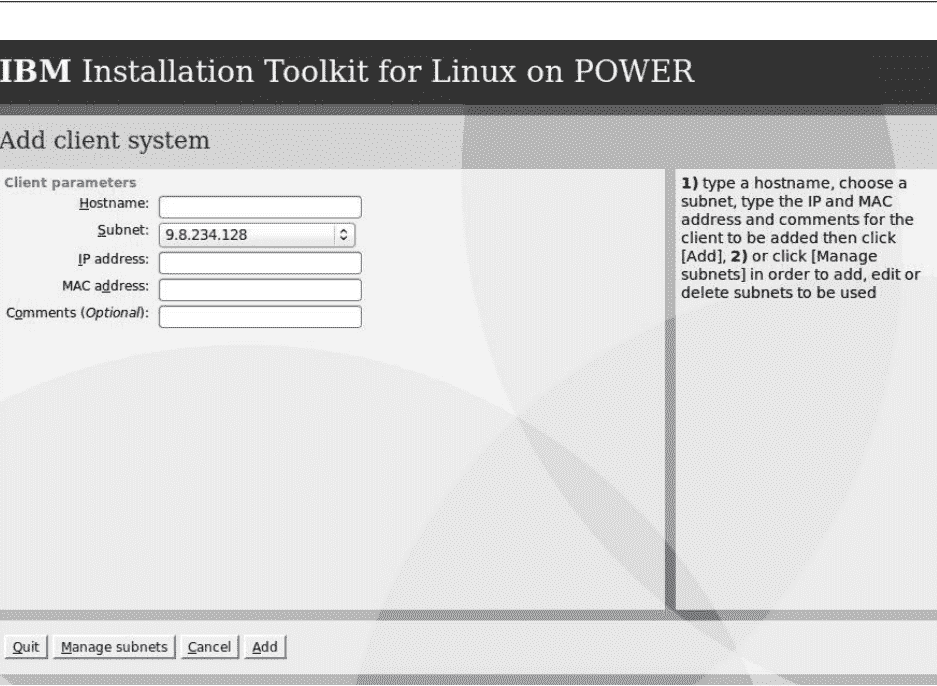 IBM Installation Toolkit for Linux on POWER
Add client system
Client parameters
Hostname:
Subnet: 9.8.234.128
IP address:
MAC address:
Comments (Optional):
1) type a hostname, choose a
subnet, type the IP and MAC
address and comments for the
client to be added then click
[Add], 2) or click [Manage
subnets] in order to add, edit or
delete subnets to be used
Quit Manage subnets Cancel Add